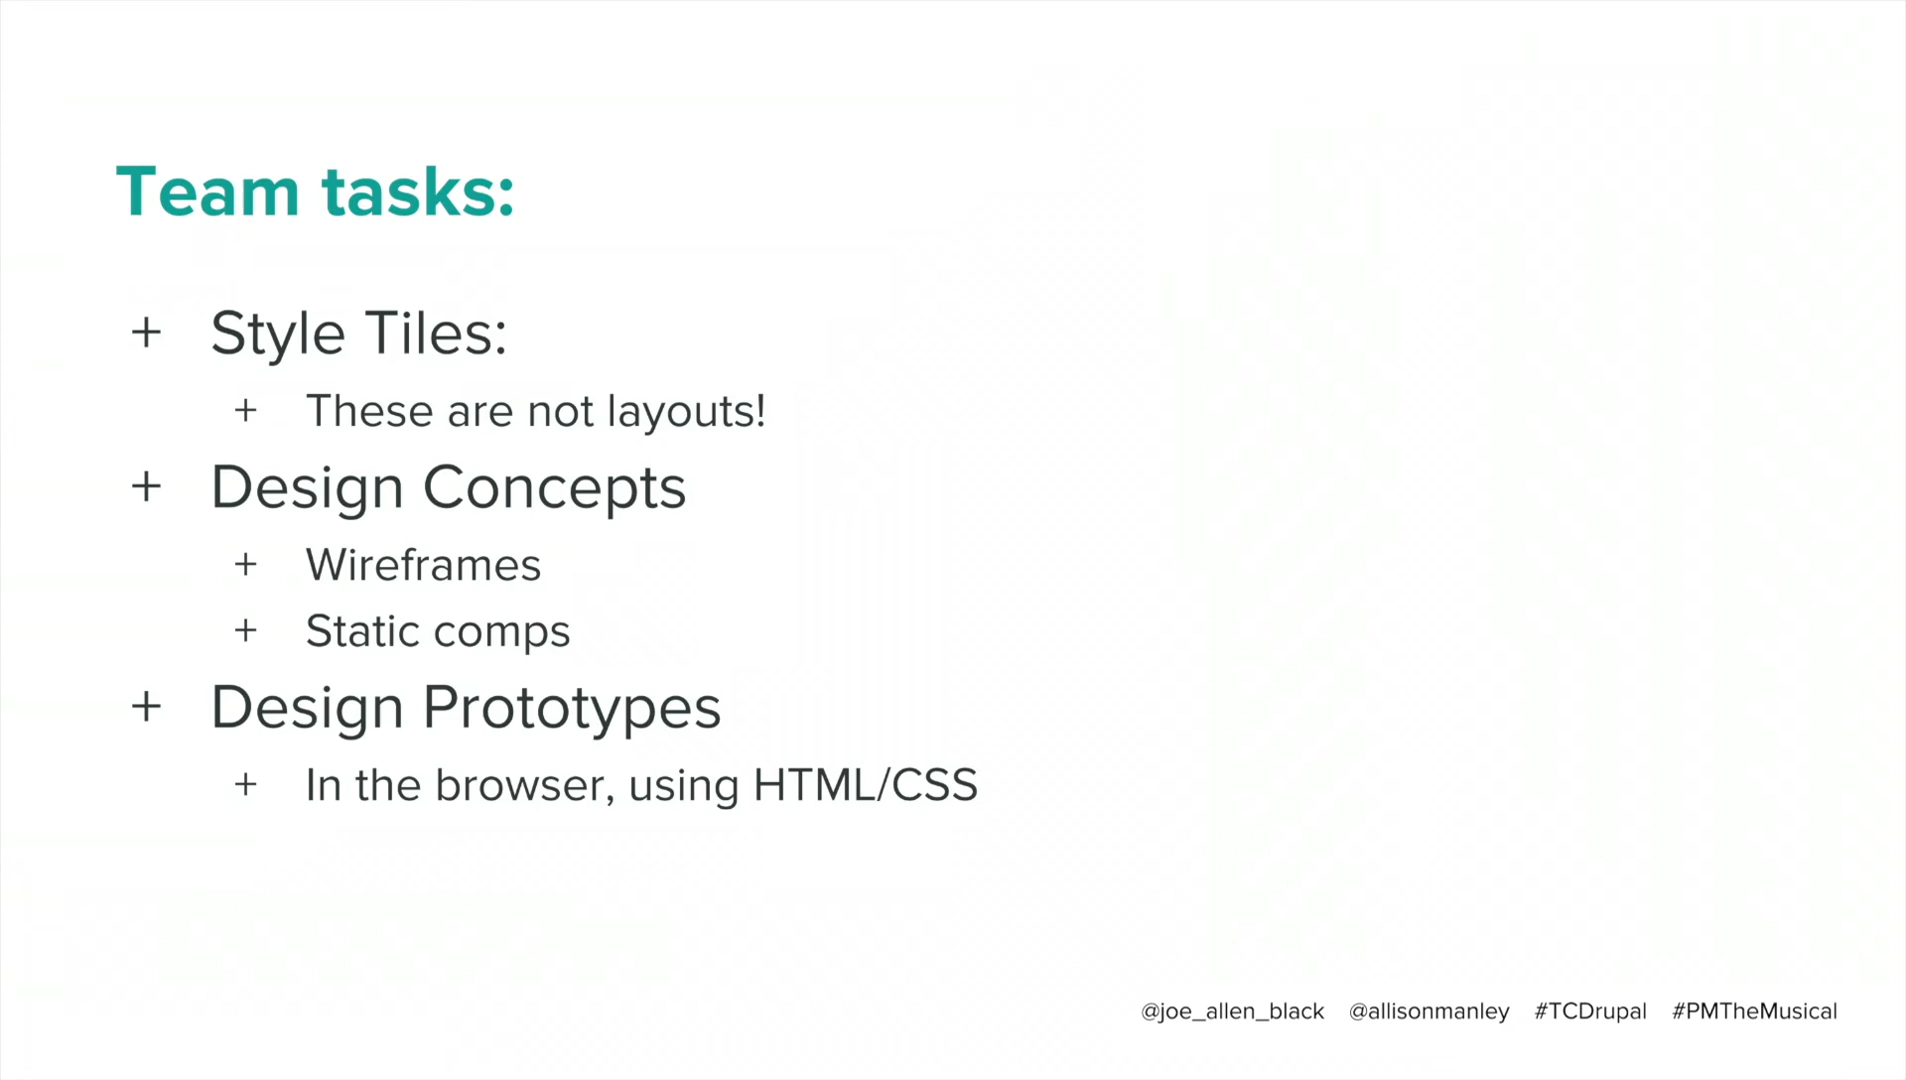 Team tasks:
+ Style Tiles:
+ These are not layouts!
+ Design Concepts
+ Wireframes
+ Static comps
+ Design Prototypes
+ In the browser, using HTML/CSS
@joe_allen_black @allisonmanley #TCDrupal #PMTheMusical